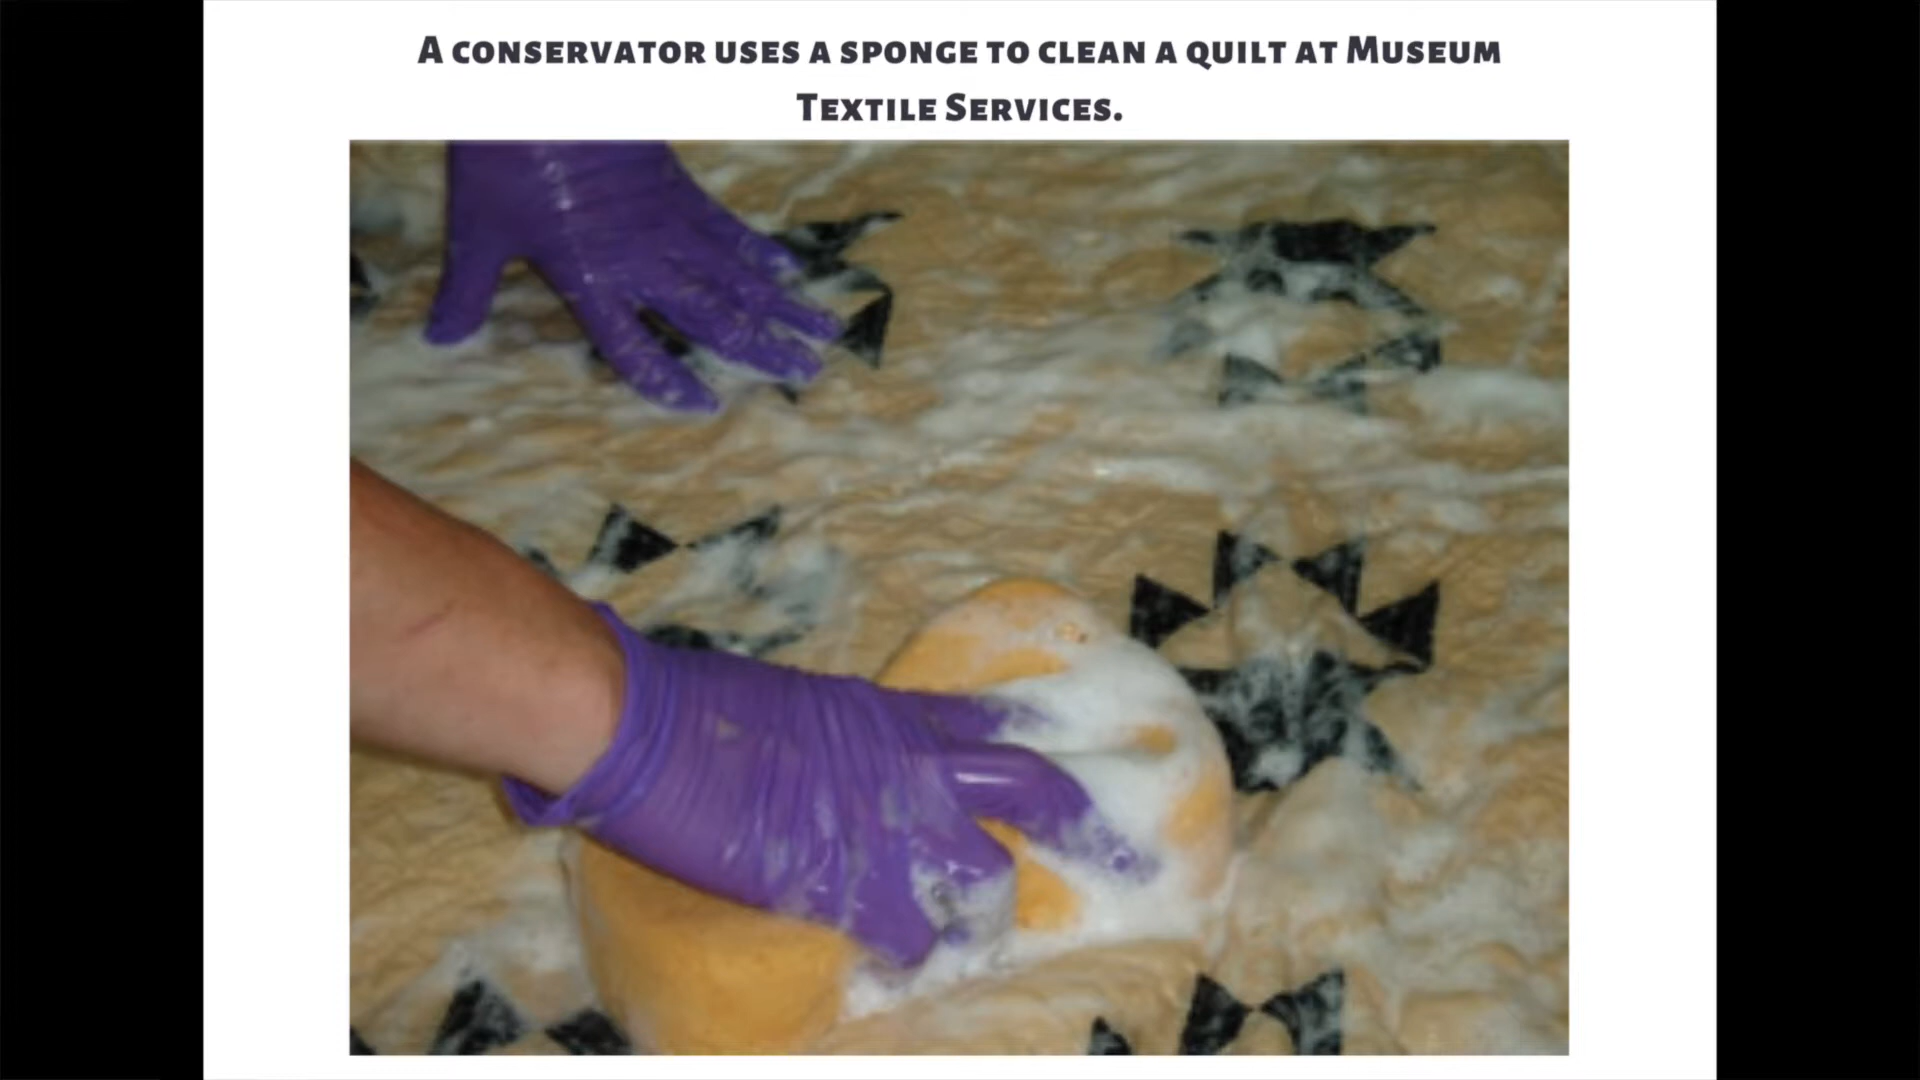 A conservator uses a sponge to clean a quilt at Museum
Textile Services.